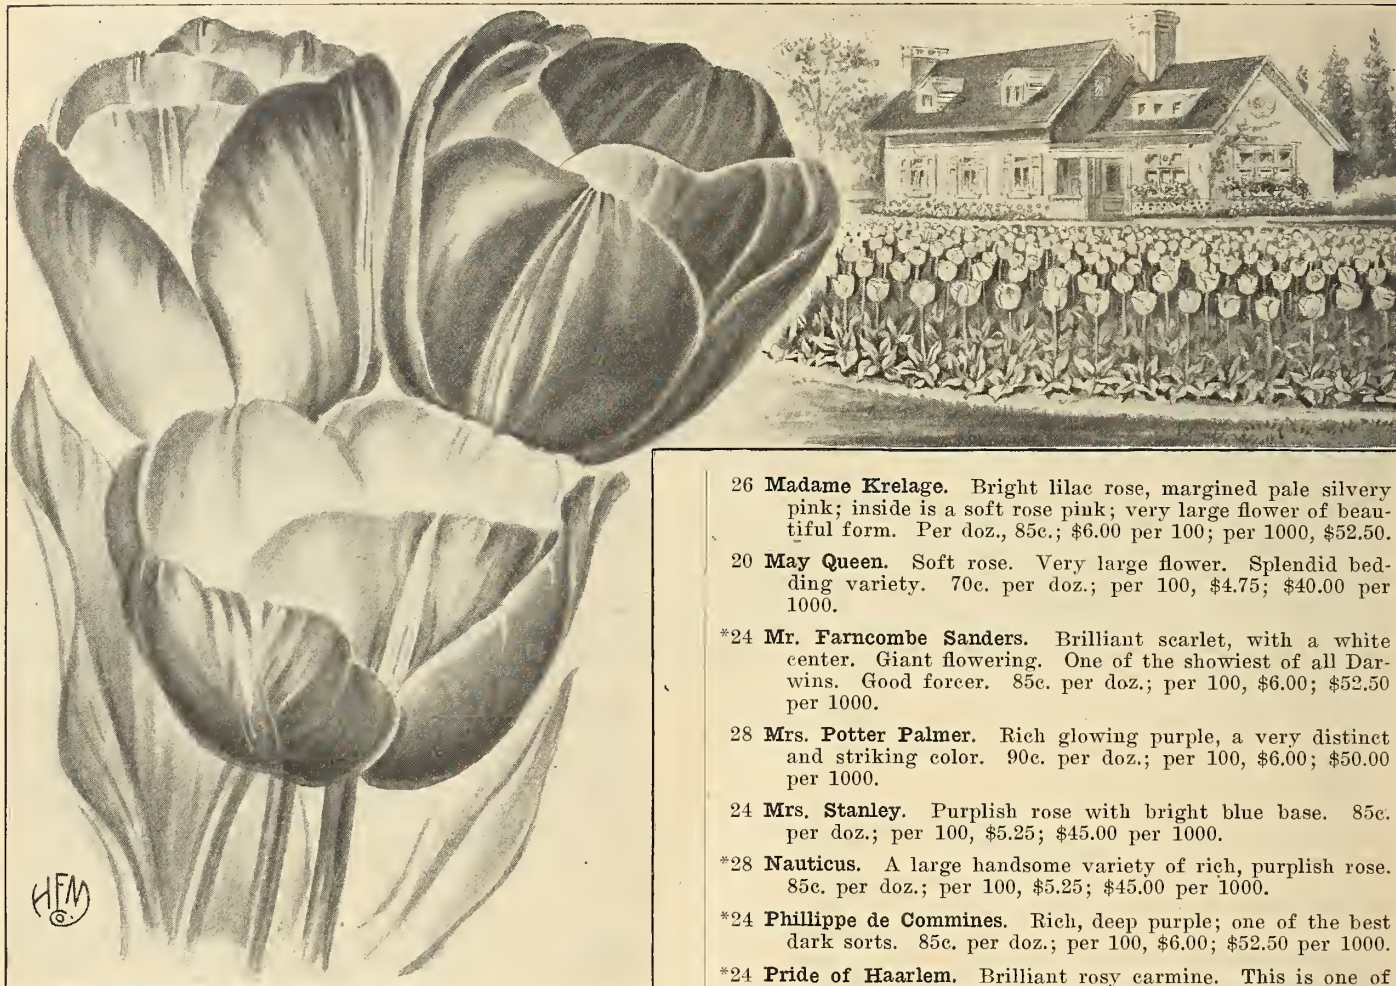 26 Madame Krelage. Bright lilac rose, margined pale silvery
pink; inside is a soft rose pink; very large flower of beau-
tiful form. Per doz., 85c.; $6.00 per 100; per 1000, $52.50.
20 May Queen. Soft rose. Very large flower. Splendid bed-
ding variety. 70c. per doz.; per 100, $4.75; $40.00 per
1000.
*24 Mr. Farncombe Sanders. Brilliant scarlet, with a white
center. Giant flowering. One of the showiest of all Dar-
wins. Good forcer. 85c. per doz.; per 100, $6.00; $52.50
per 1000.
28 Mrs. Potter Palmer. Rich glowing purple, a very distinct
and striking color. 90c. per doz.; per 100, $6.00; $50.00
per 1000.
24 Mrs. Stanley. Purplish rose with bright blue base. 85c.
per doz.; per 100, $5.25; $45.00 per 1000.
*28 Nauticus. A large handsome variety of rich, purplish rose.
85c. per doz.; per 100, $5.25; $45.00 per 1000.
*24 Phillippe de Commines. Rich, deep purple; one of the best
dark sorts. 85c. per doz.; per 100, $6.00; $52.50 per 1000.
*24 Pride of Haarlem. Brilliant rosy carmine. This is one of
HFM
Co.